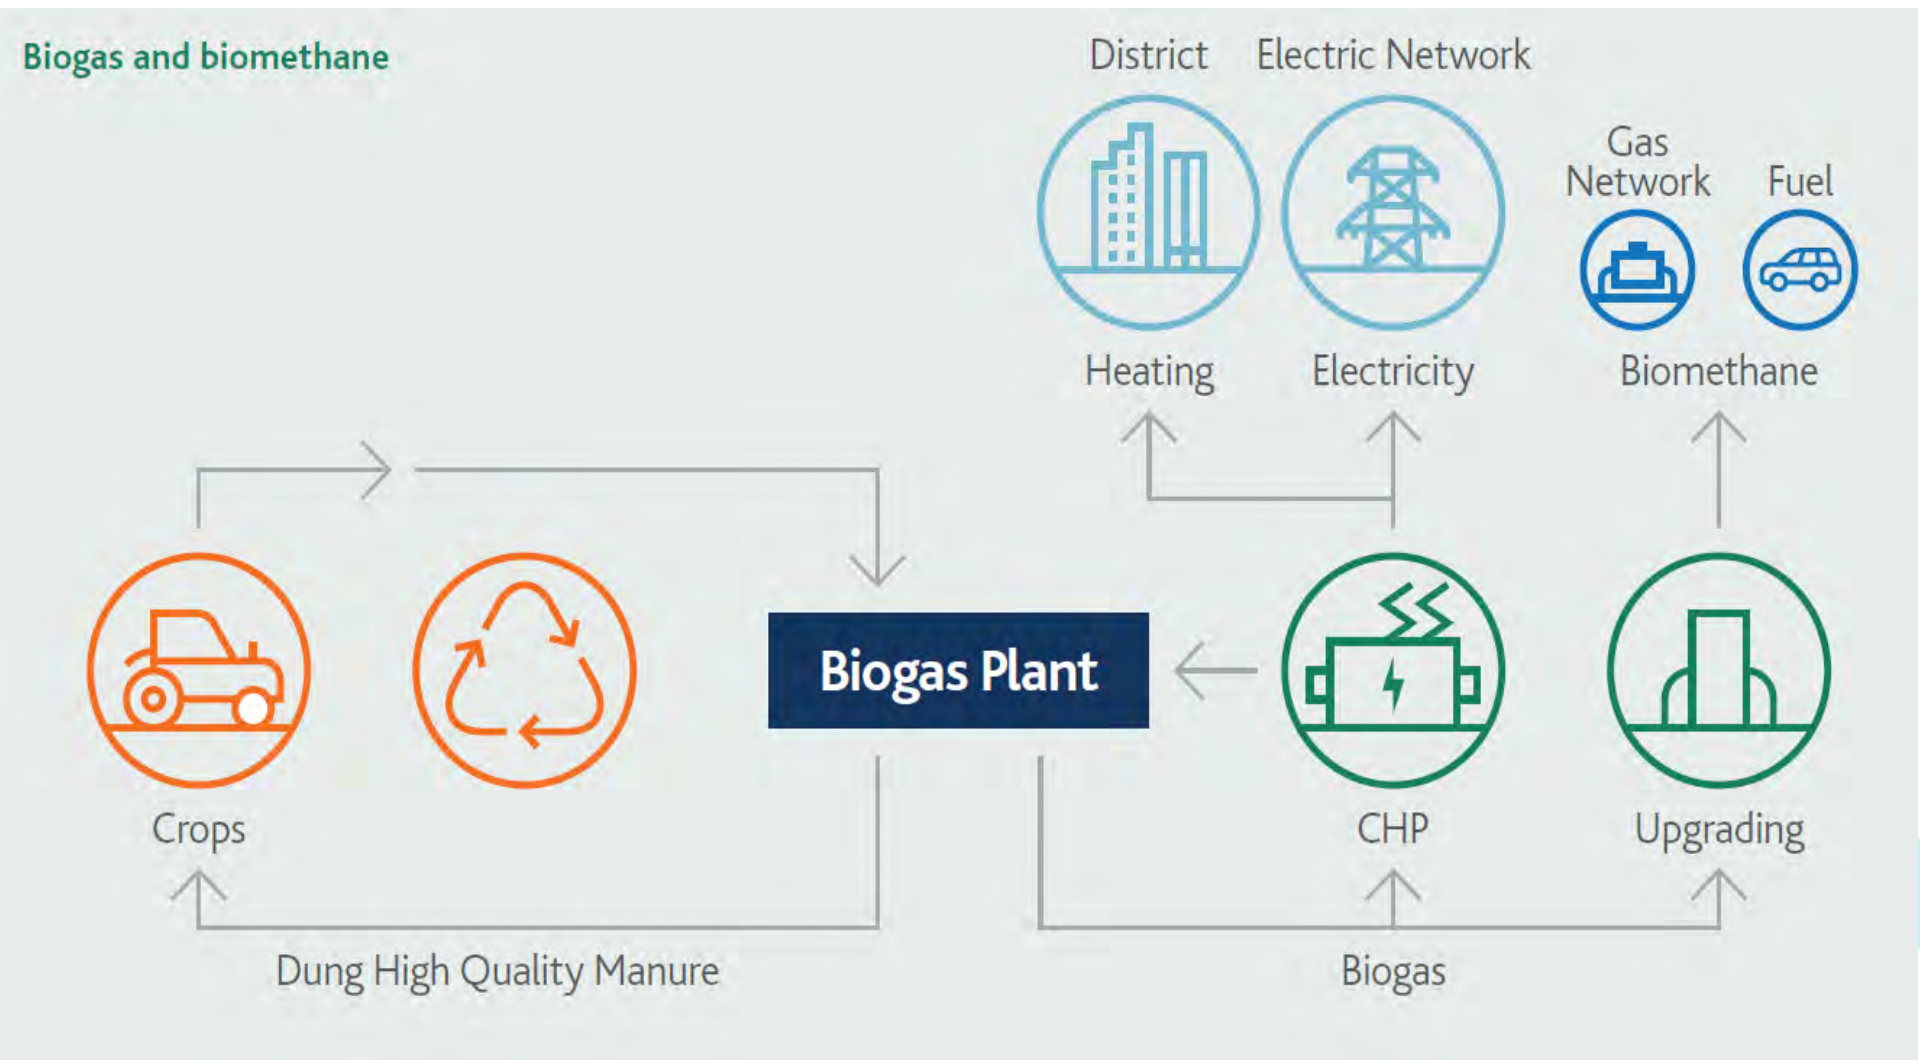 Biogas and biomethane
District
Electric Network
Gas
Network
Fuel
Heating
Electricity
Biomethane
Biogas Plant
Crops
CHP
Upgrading
Dung High Quality Manure
Biogas